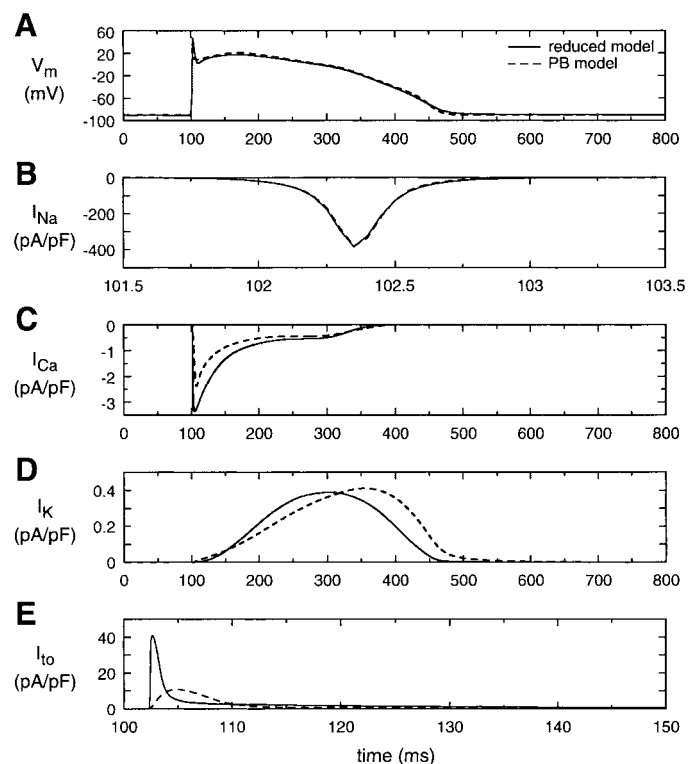 A
V_m
(mV)
60
20
-20
-60
-100
reduced model
PB model
0 100 200 300 400 500 600 700 800
B
I_Na
(pA/pF)
0
-200
-400
101.5 102 102.5 103 103.5
C
I_Ca
(pA/pF)
0
-1
-2
-3
0 100 200 300 400 500 600 700 800
D
I_K
(pA/pF)
0.4
0.2
0
0 100 200 300 400 500 600 700 800
E
I_to
(pA/pF)
40
20
0
100 110 120 130 140 150
time (ms)